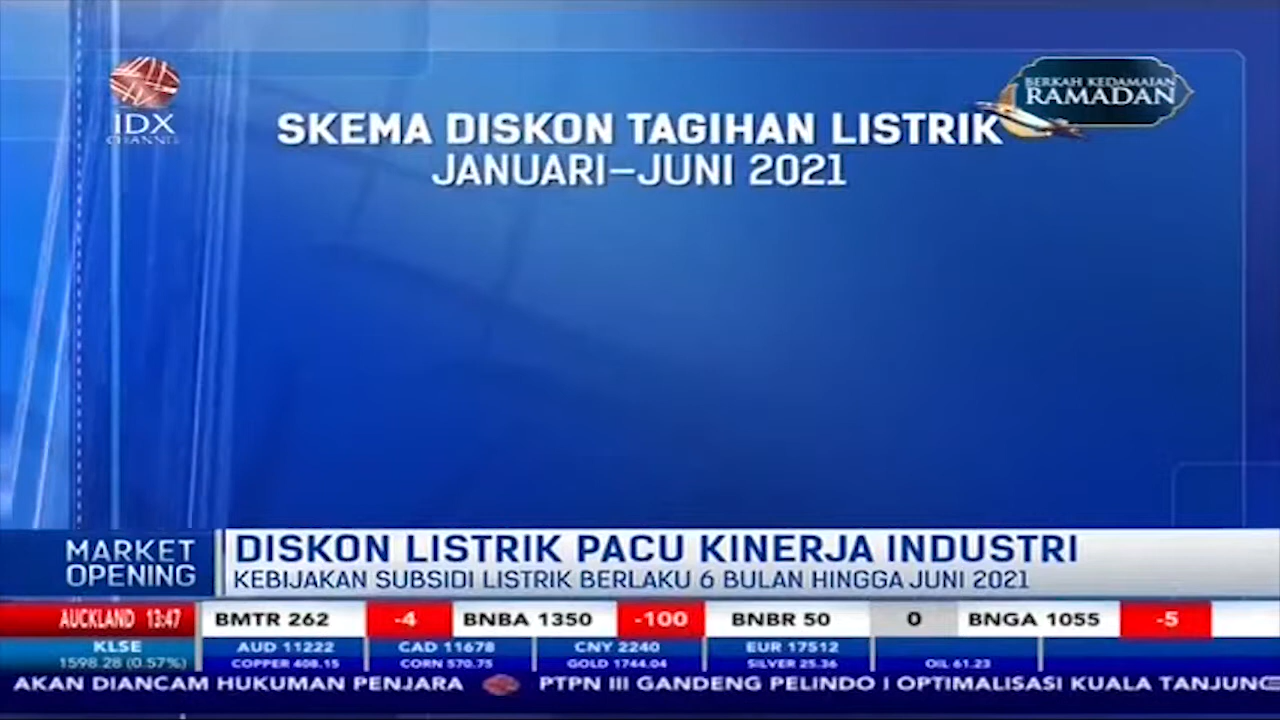 IDX
CHANNEL
BERKAH KEDAMAIAN
RAMADAN
SKEMA DISKON TAGIHAN LISTRIK
JANUARI–JUNI 2021
MARKET
OPENING
DISKON LISTRIK PACU KINERJA INDUSTRI
KEBIJAKAN SUBSIDI LISTRIK BERLAKU 6 BULAN HINGGA JUNI 2021
AUCKLAND 13:47
BMTR 262 -4 BNBA 1350 -100 BNBR 50 0 BNGA 1055 -5
KLSE AUD 11222 CAD 11678 CNY 2240 EUR 17512
1598.28 (0.57%) COPPER 408.15 CORN 570.75 GOLD 1744.04 SILVER 25.36 OIL 61.23
AKAN DIANCAM HUKUMAN PENJARA PTPN III GANDENG PELINDO I OPTIMALISASI KUALA TANJUNG